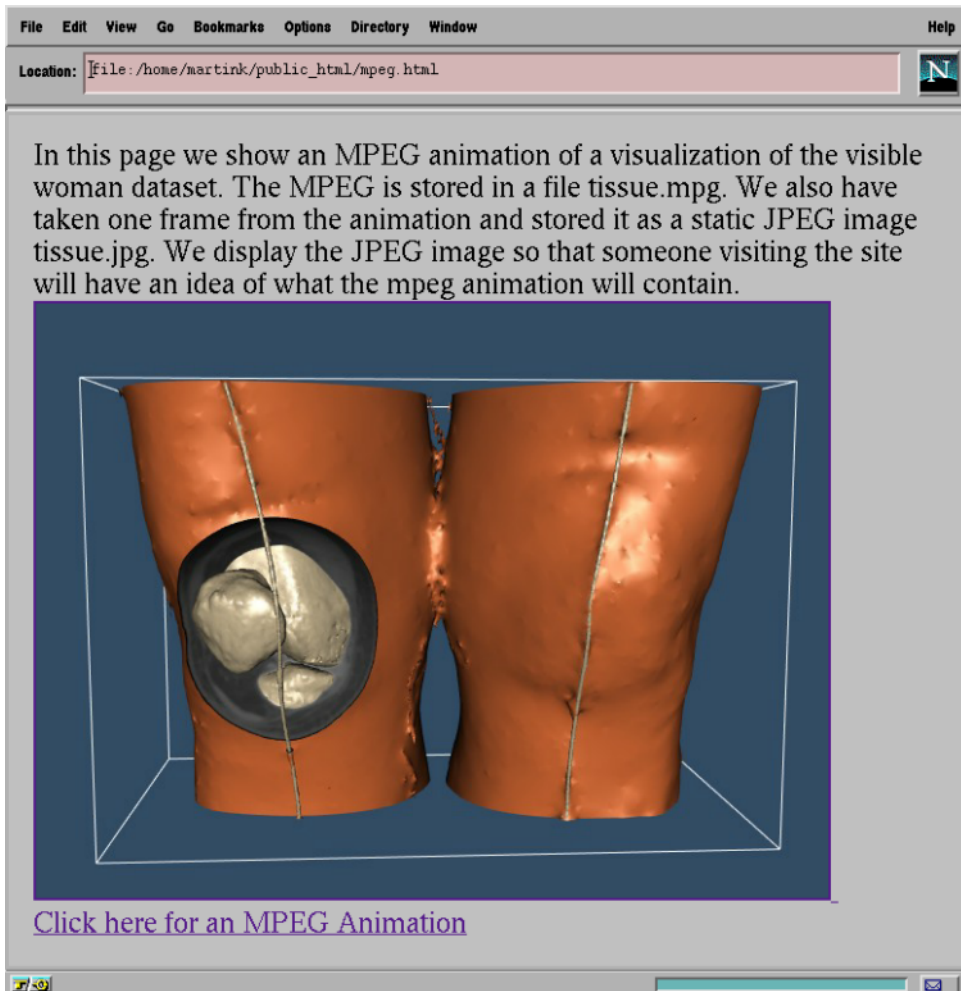 File Edit View Go Bookmarks Options Directory Window Help
Location: file:/home/martink/public_html/mpeg.html
N
In this page we show an MPEG animation of a visualization of the visible
woman dataset. The MPEG is stored in a file tissue.mpg. We also have
taken one frame from the animation and stored it as a static JPEG image
tissue.jpg. We display the JPEG image so that someone visiting the site
will have an idea of what the mpeg animation will contain.
Click here for an MPEG Animation